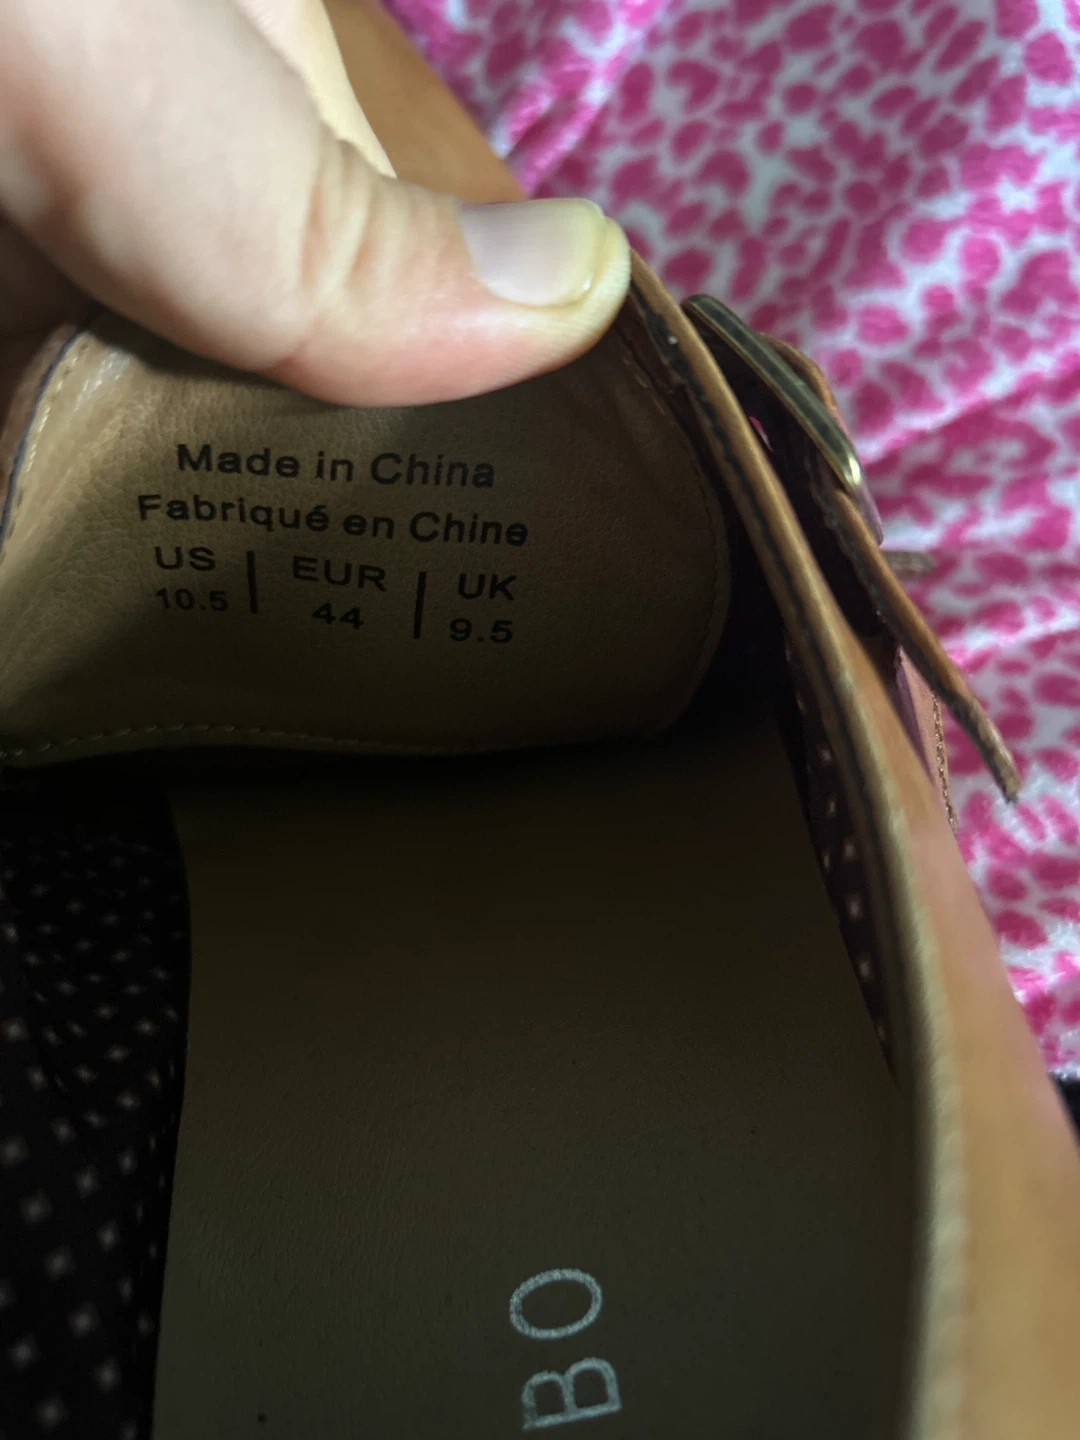 Made in China
Fabriqué en Chine
US | EUR | UK
10.5 | 44 | 9.5
BO